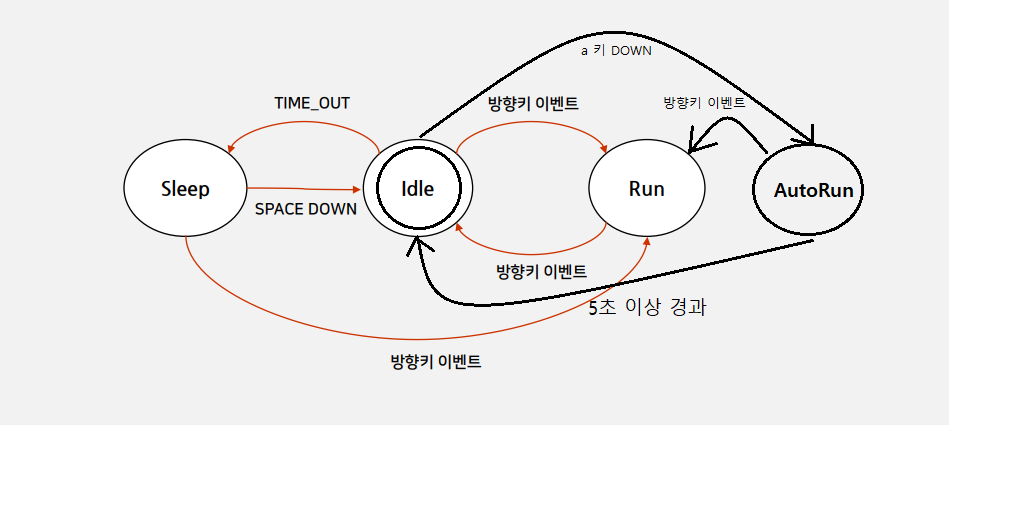 a 키 DOWN
TIME_OUT
방향키 이벤트
방향키 이벤트
Sleep
Idle
Run
AutoRun
SPACE DOWN
방향키 이벤트
5초 이상 경과
방향키 이벤트